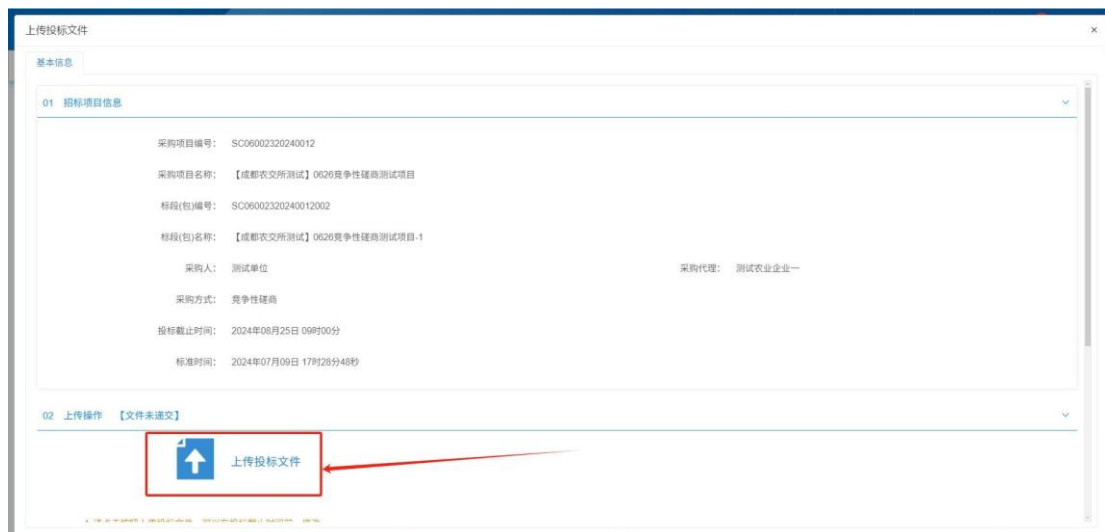 上传投标文件
×
基本信息
01 招标项目信息
采购项目编号： SC06002320240012
采购项目名称： 【成都农交所测试】0626竞争性磋商测试项目
标段(包)编号： SC06002320240012002
标段(包)名称： 【成都农交所测试】0626竞争性磋商测试项目-1
采购人： 测试单位 采购代理： 测试农业企业一
采购方式： 竞争性磋商
投标截止时间： 2024年08月25日 09时00分
标准时间： 2024年07月09日 17时28分48秒
02 上传操作 【文件未递交】
上传投标文件